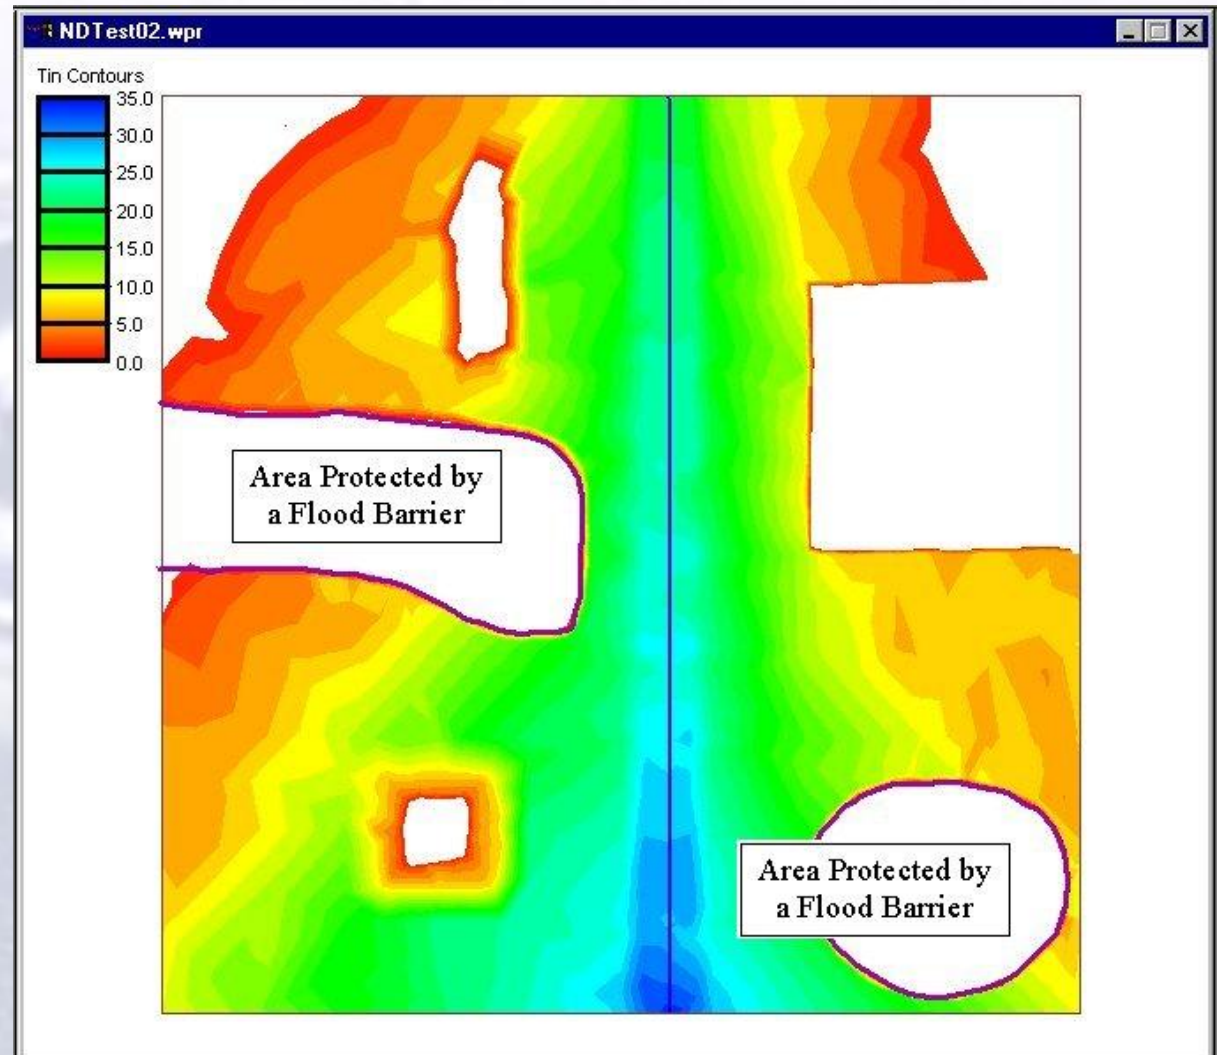 NDTest02.wpr
Tin Contours
35.0
30.0
25.0
20.0
15.0
10.0
5.0
0.0
Area Protected by
a Flood Barrier
Area Protected by
a Flood Barrier